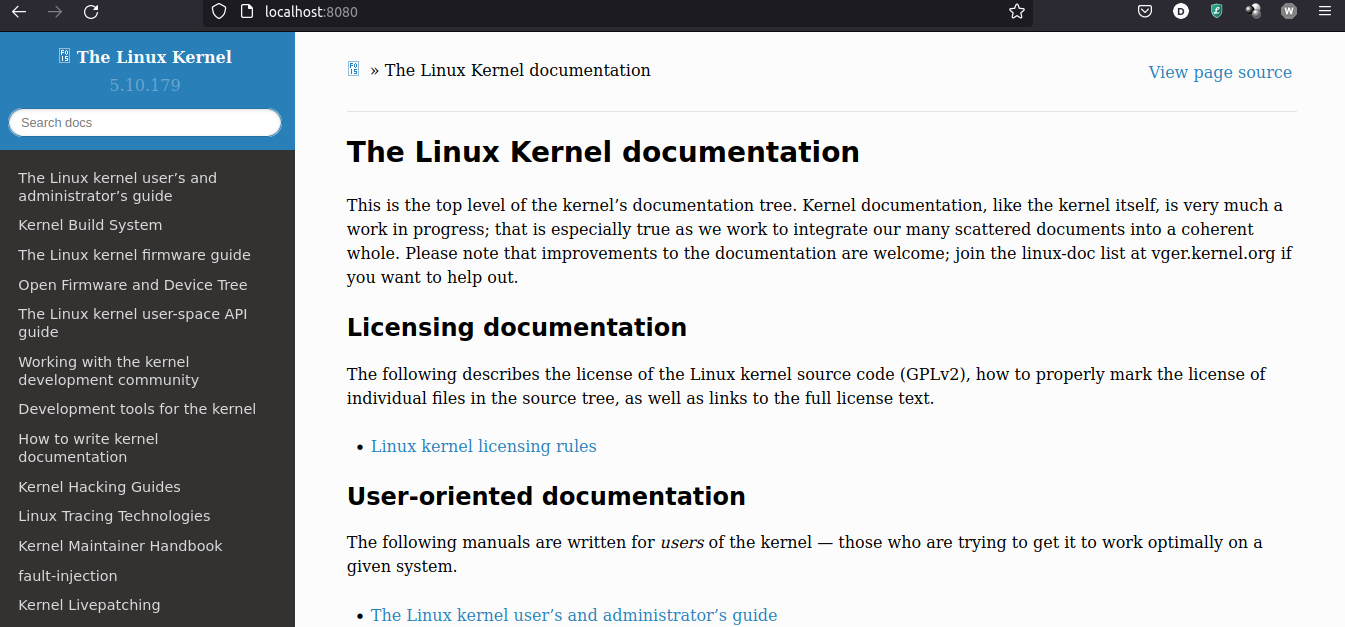 localhost:8080
D
W
The Linux Kernel
5.10.179
Search docs
The Linux kernel user’s and
administrator’s guide
Kernel Build System
The Linux kernel firmware guide
Open Firmware and Device Tree
The Linux kernel user-space API
guide
Working with the kernel
development community
Development tools for the kernel
How to write kernel
documentation
Kernel Hacking Guides
Linux Tracing Technologies
Kernel Maintainer Handbook
fault-injection
Kernel Livepatching
» The Linux Kernel documentation
View page source
The Linux Kernel documentation
This is the top level of the kernel’s documentation tree. Kernel documentation, like the kernel itself, is very much a
work in progress; that is especially true as we work to integrate our many scattered documents into a coherent
whole. Please note that improvements to the documentation are welcome; join the linux-doc list at vger.kernel.org if
you want to help out.
Licensing documentation
The following describes the license of the Linux kernel source code (GPLv2), how to properly mark the license of
individual files in the source tree, as well as links to the full license text.
• Linux kernel licensing rules
User-oriented documentation
The following manuals are written for users of the kernel — those who are trying to get it to work optimally on a
given system.
• The Linux kernel user’s and administrator’s guide